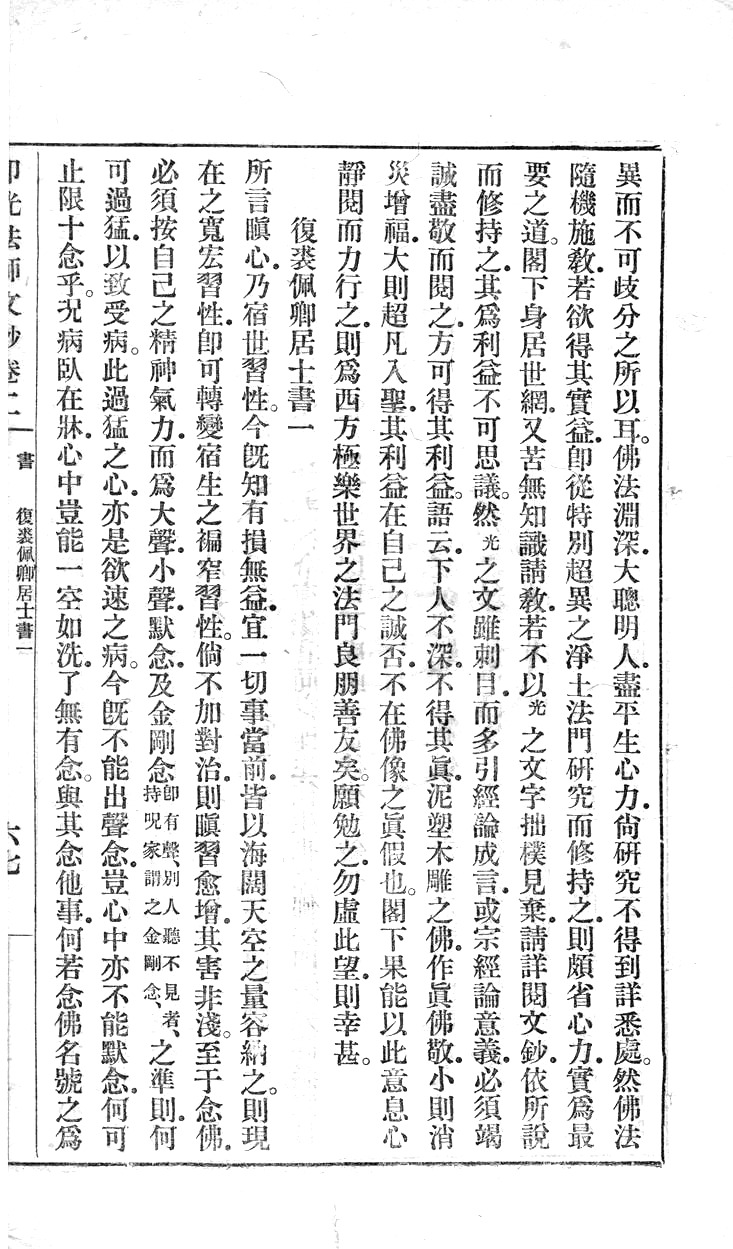 異而不可歧分之所以耳。佛法淵深．大聰明人．盡平生心力．尙硏究不得到詳悉處。然佛法
隨機施敎．若欲得其實益．卽從特別超異之淨土法門硏究而修持之．則頗省心力．實爲最
要之道。閣下身居世網．又苦無知識請敎．若不以光之文字拙樸見棄．請詳閱文鈔．依所說
而修持之．其爲利益不可思議。然光之文雖刺目．而多引經論成言．或宗經論意義．必須竭
誠盡敬而閱之．方可得其利益。語云．下人不深．不得其眞．泥塑木雕之佛．作眞佛敬．小則消
災增福．大則超凡入聖．其利益在自己之誠否．不在佛像之眞假也。閣下果能以此意息心
靜閱而力行之．則爲西方極樂世界之法門良朋善友矣。願勉之．勿虛此望．則幸甚。
復裘佩卿居士書一
所言瞋心．乃宿世習性。今旣知有損無益．宜一切事當前．皆以海闊天空之量容納之．則現
在之寬宏習性．卽可轉變宿生之褊窄習性。倘不加對治．則瞋習愈增．其害非淺。至于念佛．
必須按自己之精神氣力．而爲大聲．小聲．默念．及金剛念卽有聲、別人聽不見者、持呪家謂之金剛念、之準則．何
可過猛．以致受病。此過猛之心．亦是欲速之病。今旣不能出聲念．豈心中亦不能默念．何可
止限十念乎。況病臥在牀．心中豈能一空如洗．了無有念。與其念他事．何若念佛名號之爲
印光法師文鈔卷二　書　復裘佩卿居士書一　六七